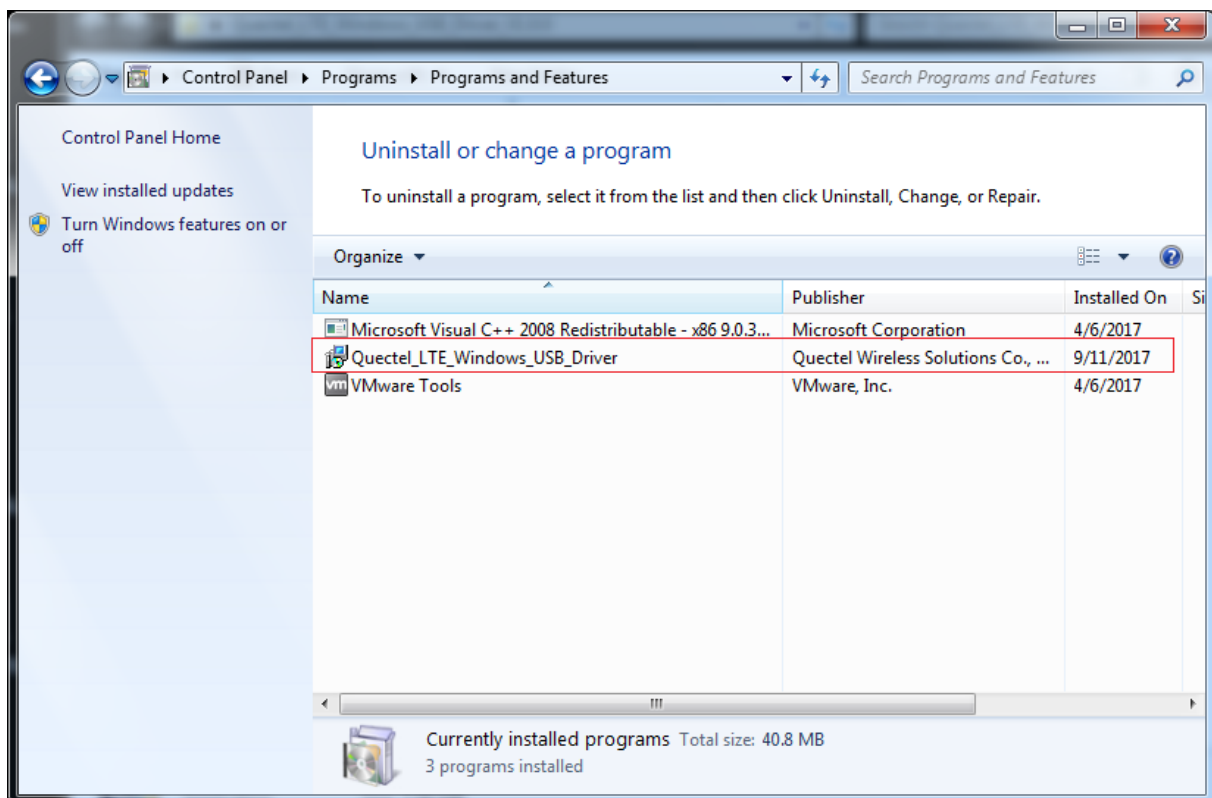 Control Panel Programs Programs and Features
Search Programs and Features
Control Panel Home
View installed updates
Turn Windows features on or
off
Uninstall or change a program
To uninstall a program, select it from the list and then click Uninstall, Change, or Repair.
Organize
Name Publisher Installed On Si
Microsoft Visual C++ 2008 Redistributable - x86 9.0.3... Microsoft Corporation 4/6/2017
Quectel_LTE_Windows_USB_Driver Quectel Wireless Solutions Co., ... 9/11/2017
vm VMware Tools VMware, Inc. 4/6/2017
Currently installed programs Total size: 40.8 MB
3 programs installed